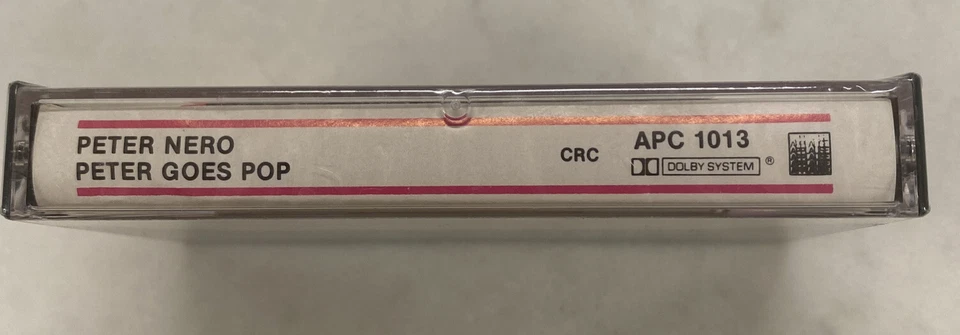 PETER NERO
PETER GOES POP
CRC
APC 1013
DOLBY SYSTEM ®